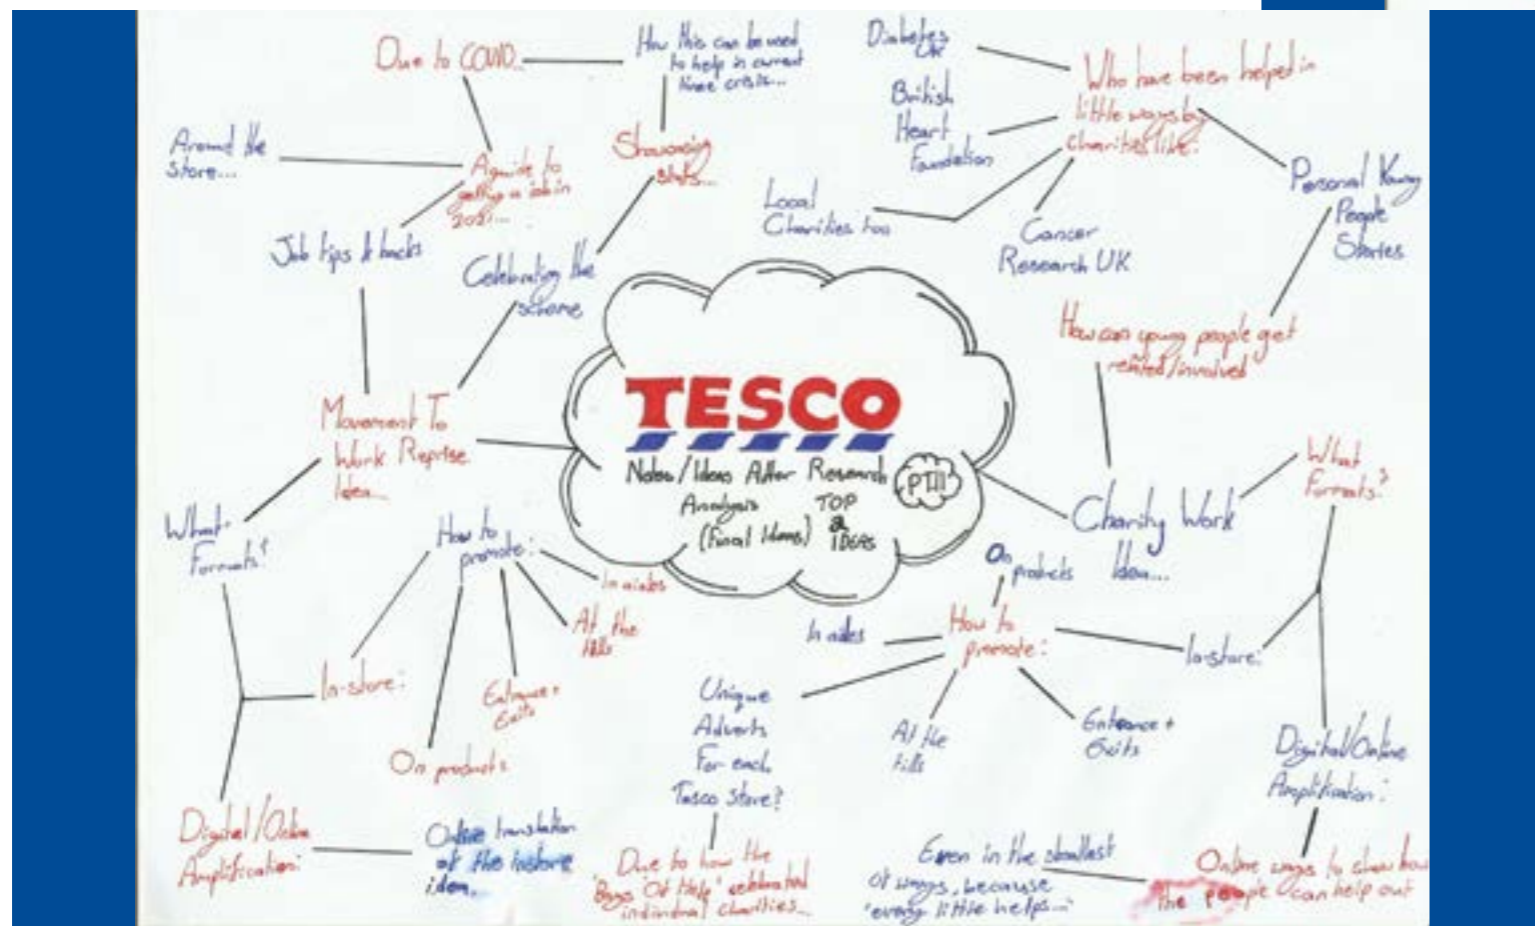 Due to COVID...
How this can be used
to help in current
time crisis...
Showcasing
stats...
Around the
store...
A guide to
getting a job in
2021...
Job tips & hacks
Celebrating the
scheme
Movement To
Work Reprise
Idea...
What
Formats?
How to
promote:
In aisles
At the
tills
Entrance +
Exits
On products
In-store:
Digital/Online
Amplification:
Online translation
of the instore
idea.
TESCO
Notes/Ideas After Research
Analysis
(Final Ideas)
TOP
2
IDEAS
PT.II
Diabetes
UK
British
Heart
Foundation
Local
Charities too
Cancer
Research UK
Who have been helped in
little ways by
charities like:
Personal Young
People
Stories
How can young people get
related/involved
Charity Work
Idea...
What
Formats?
On
products
How to
promote:
In aisles
In-store:
Unique
Adverts
For each
Tesco Store?
At the
tills
Entrance +
Exits
Digital/Online
Amplification:
Due to how the
'Bags Of Help' celebrated
individual charities...
Even in the smallest
of ways, because
'every little helps...'
Online ways to show how
the people can help out